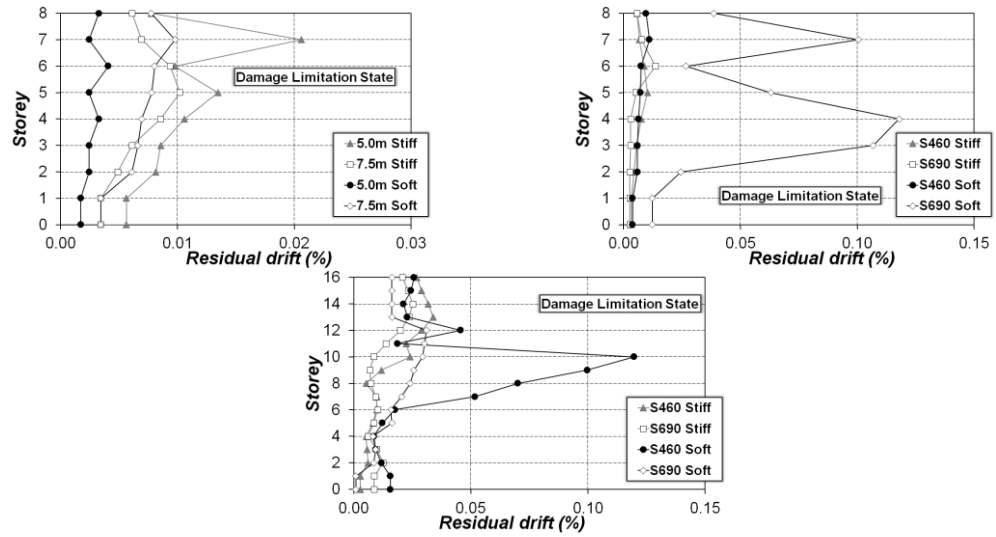 8
7
6
5
4
3
2
1
0
Storey
Damage Limitation State
5.0m Stiff
7.5m Stiff
5.0m Soft
7.5m Soft
0.00 0.01 0.02 0.03
Residual drift (%)
8
7
6
5
4
3
2
1
0
Storey
S460 Stiff
S690 Stiff
S460 Soft
S690 Soft
Damage Limitation State
0.00 0.05 0.10 0.15
Residual drift (%)
16
14
12
10
8
6
4
2
0
Storey
Damage Limitation State
S460 Stiff
S690 Stiff
S460 Soft
S690 Soft
0.00 0.05 0.10 0.15
Residual drift (%)